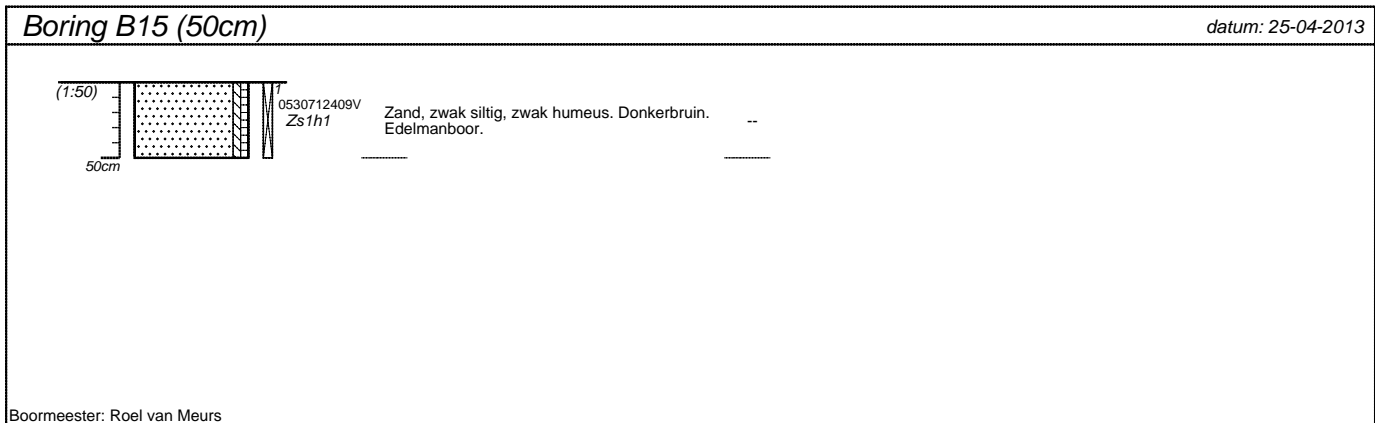 Boring B15 (50cm)
datum: 25-04-2013
(1:50)
1
0530712409V
Zs1h1
Zand, zwak siltig, zwak humeus. Donkerbruin.
Edelmanboor.
--
50cm
Boormeester: Roel van Meurs